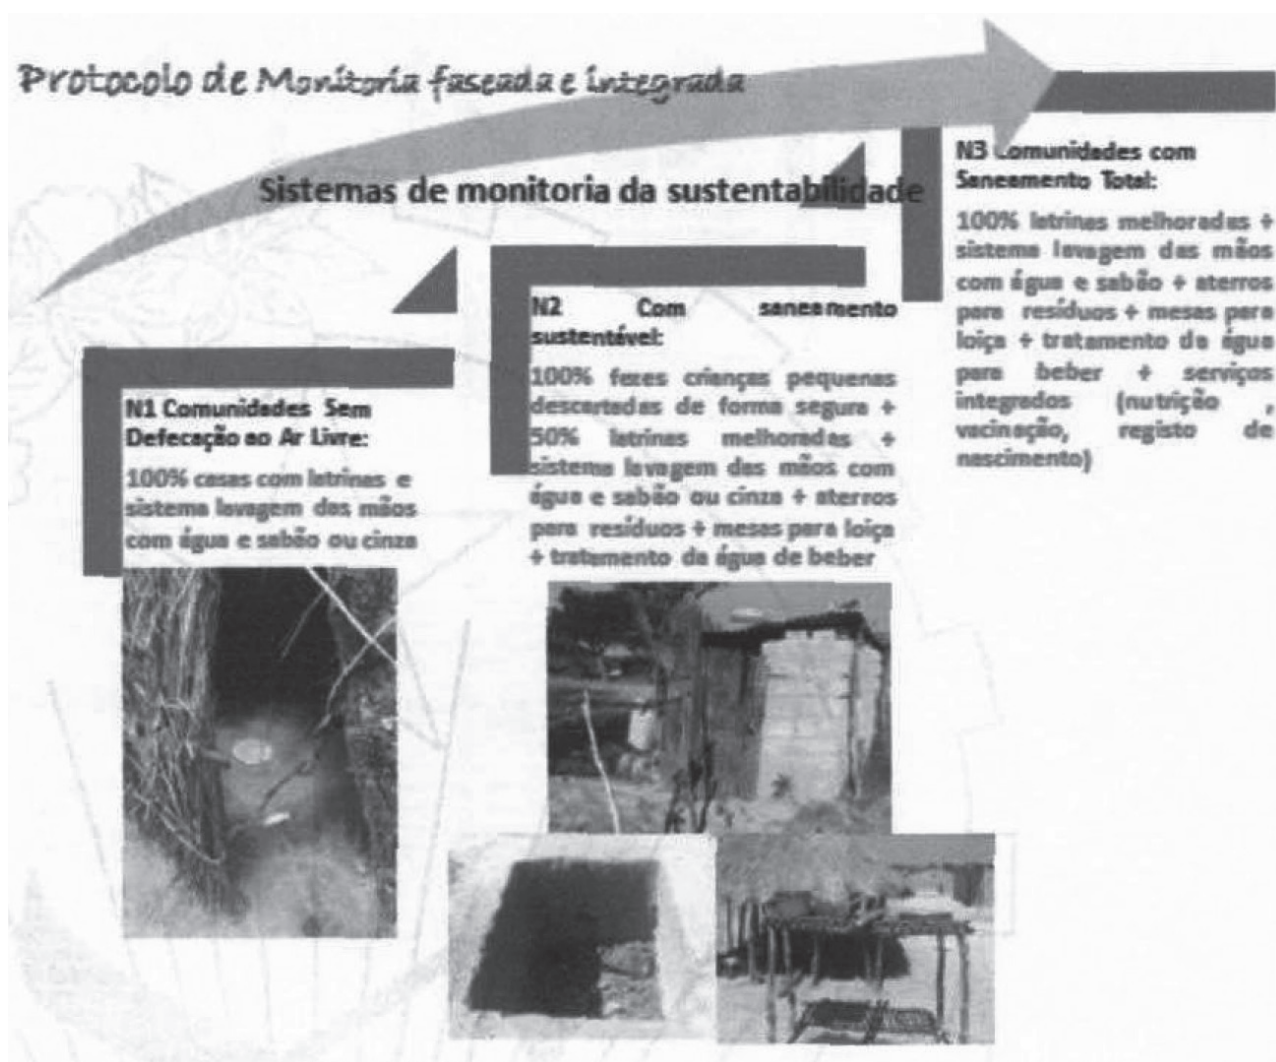 Protocolo de Monitoria faseada e integrada
Sistemas de monitoria da sustentabilidade
N1 Comunidades Sem
Defecação ao Ar Livre:
100% casas com latrinas e
sistema lavagem das mãos
com água e sabão ou cinza
N2 Com saneamento
sustentável:
100% fezes crianças pequenas
descartadas de forma segura +
50% latrinas melhoradas +
sistema lavagem das mãos com
água e sabão ou cinza + aterros
para resíduos + mesas para loiça
+ tratamento da água de beber
N3 Comunidades com
Saneamento Total:
100% latrinas melhoradas +
sistema lavagem das mãos
com água e sabão + aterros
para resíduos + mesas para
loiça + tratamento da água
para beber + serviços
integrados (nutrição ,
vacinação, registo de
nascimento)